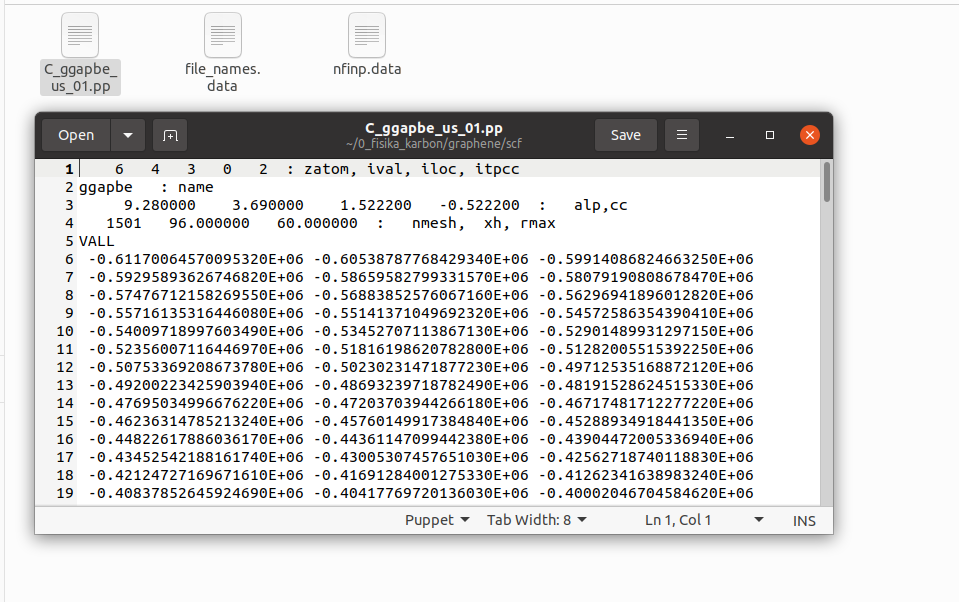 C_ggapbe_
us_01.pp
file_names.
data
nfinp.data
Open
C_ggapbe_us_01.pp
~/0_fisika_karbon/graphene/scf
Save
1 6 4 3 0 2 : zatom, ival, iloc, itpcc
2 ggapbe : name
3 9.280000 3.690000 1.522200 -0.522200 : alp,cc
4 1501 96.000000 60.000000 : nmesh, xh, rmax
5 VALL
6 -0.61170064570095320E+06 -0.60538787768429340E+06 -0.59914086824663250E+06
7 -0.59295893626746820E+06 -0.58659582799331570E+06 -0.58079190808678470E+06
8 -0.57476712158269550E+06 -0.56883852576067160E+06 -0.56296941896012820E+06
9 -0.55716135316446080E+06 -0.55141371049692320E+06 -0.54572586354390410E+06
10 -0.54009718997603490E+06 -0.53452707113867130E+06 -0.52901489931297150E+06
11 -0.52356007116446970E+06 -0.51816198620782800E+06 -0.51282005515392250E+06
12 -0.50753369208673780E+06 -0.50230231471877230E+06 -0.49712535168872120E+06
13 -0.49200223425903940E+06 -0.48693239718782490E+06 -0.48191528624515330E+06
14 -0.47695034996676220E+06 -0.47203703944266180E+06 -0.46717481712277220E+06
15 -0.46236314785213240E+06 -0.45760149917384840E+06 -0.45288934918441350E+06
16 -0.44822617886036170E+06 -0.44361147099442380E+06 -0.43904472005336940E+06
17 -0.43452542188161740E+06 -0.43005307457651030E+06 -0.42562718740118830E+06
18 -0.42124727169671610E+06 -0.41691284001275330E+06 -0.41262341638983240E+06
19 -0.40837852645924690E+06 -0.40417769720136030E+06 -0.40002046704584620E+06
Puppet Tab Width: 8 Ln 1, Col 1 INS